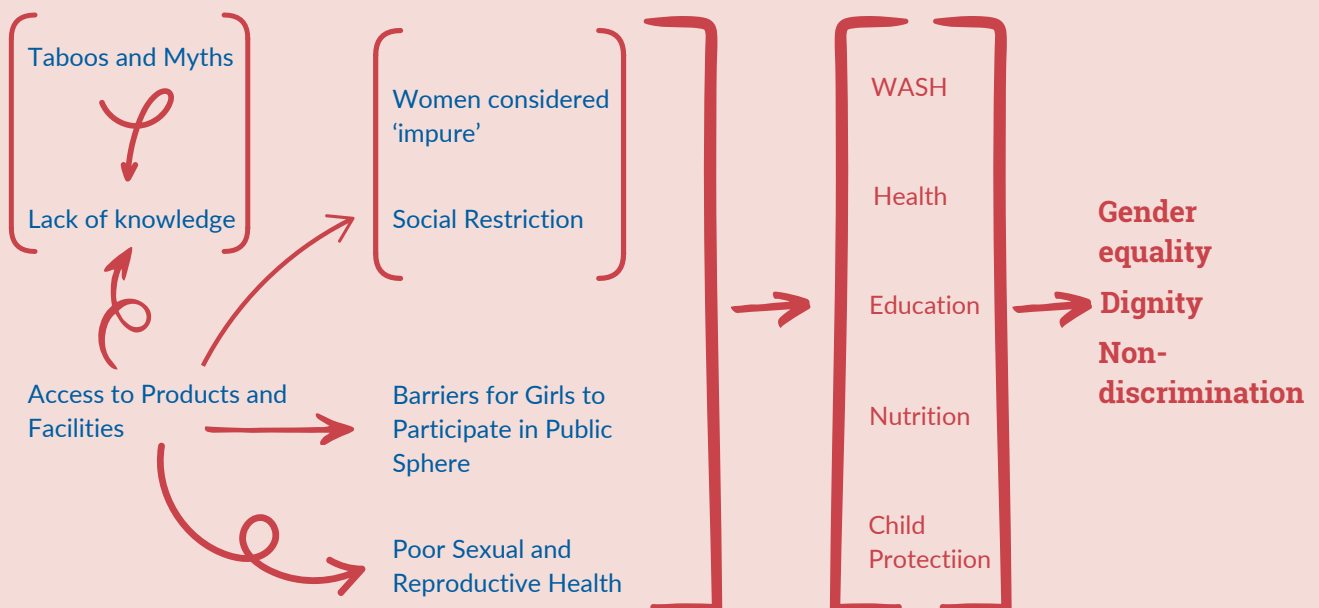 Taboos and Myths
Lack of knowledge
Access to Products and
Facilities
Women considered
‘impure’
Social Restriction
Barriers for Girls to
Participate in Public
Sphere
Poor Sexual and
Reproductive Health
WASH
Health
Education
Nutrition
Child
Protectiion
Gender
equality
Dignity
Non-
discrimination